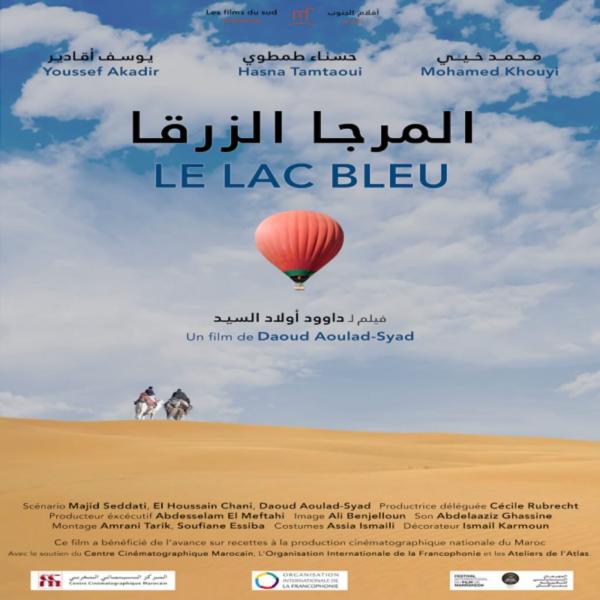 Les films du sud
أفلام الجنوب
يوسف أقادير
حسناء طمطوي
محمد خيي
Youssef Akadir
Hasna Tamtaoui
Mohamed Khouyi
المرجا الزرقا
LE LAC BLEU
فيلم لـ داوود أولاد السيد
Un film de Daoud Aoulad-Syad
Scénario Majid Seddati, El Houssain Chani, Daoud Aoulad-Syad Productrice déléguée Cécile Rubrecht
Producteur éxcécutif Abdesselam El Meftahi Image Ali Benjelloun Son Abdelaaziz Ghassine
Montage Amrani Tarik, Soufiane Essiba Costumes Assia Ismaili Décorateur Ismail Karmoun
Ce film a bénéficié de l'avance sur recettes à la production cinématographique nationale du Maroc
Avec le soutien du Centre Cinématographique Marocain, L'Organisation Internationale de la Francophonie et les Ateliers de l'Atlas.
المركز السينمائي المغربي
Centre Cinématographique Marocain
ORGANISATION
INTERNATIONALE DE
LA FRANCOPHONIE
FESTIVAL